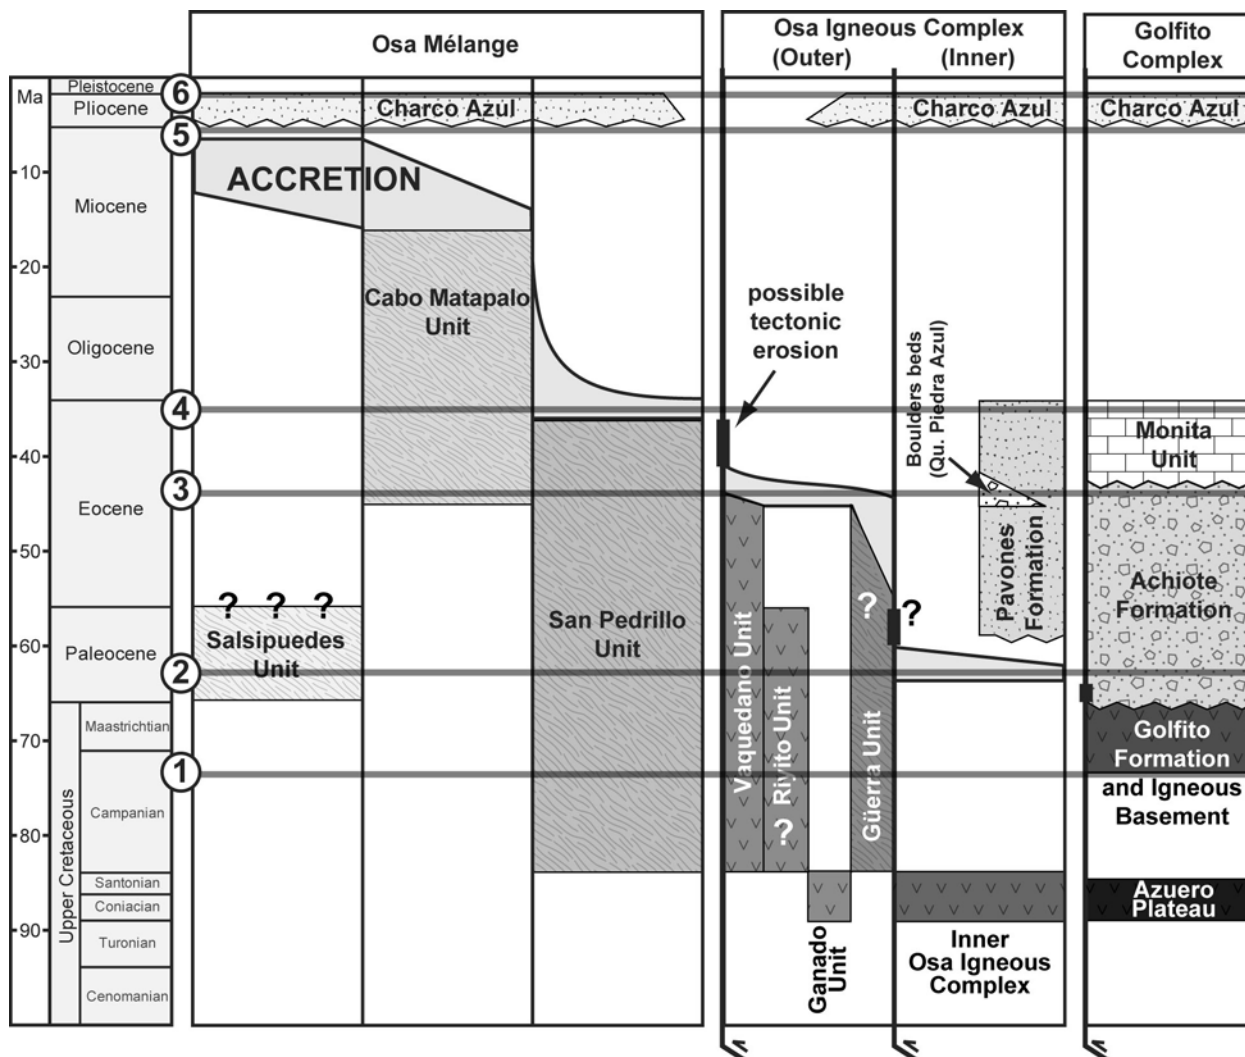 Osa Mélange
Osa Igneous Complex
(Outer) (Inner)
Golfito
Complex
Ma
Pleistocene
Pliocene
Miocene
Oligocene
Eocene
Paleocene
Upper Cretaceous
Maastrichtian
Campanian
Santonian
Coniacian
Turonian
Cenomanian
10
20
30
40
50
60
70
80
90
6
5
4
3
2
1
Charco Azul
Charco Azul
Charco Azul
ACCRETION
Cabo Matapalo
Unit
? ? ?
Salsipuedes
Unit
San Pedrillo
Unit
possible
tectonic
erosion
Vaquedano Unit
Riyito Unit
?
Ganado
Unit
Güerra Unit
?
?
Boulders beds
(Qu. Piedra Azul)
Pavones
Formation
Inner
Osa Igneous
Complex
Monita
Unit
Achiote
Formation
Golfito
Formation
and Igneous
Basement
Azuero
Plateau